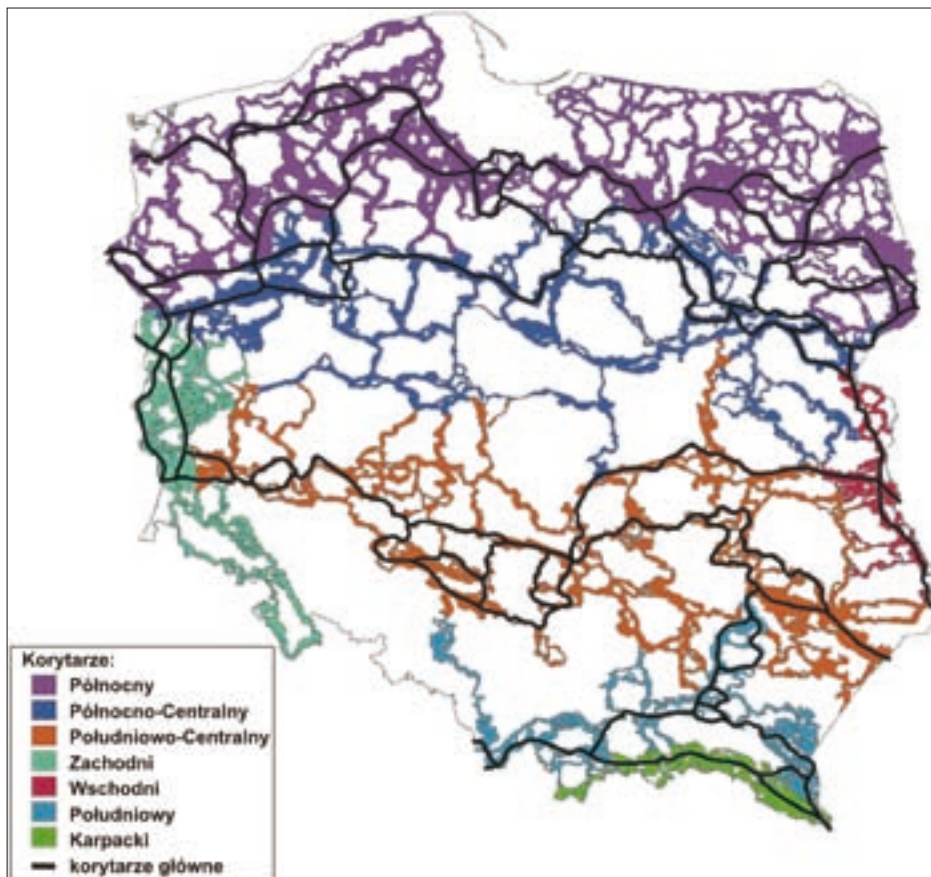 Korytarze:
Północny
Północno-Centralny
Południowo-Centralny
Zachodni
Wschodni
Południowy
Karpacki
korytarze główne